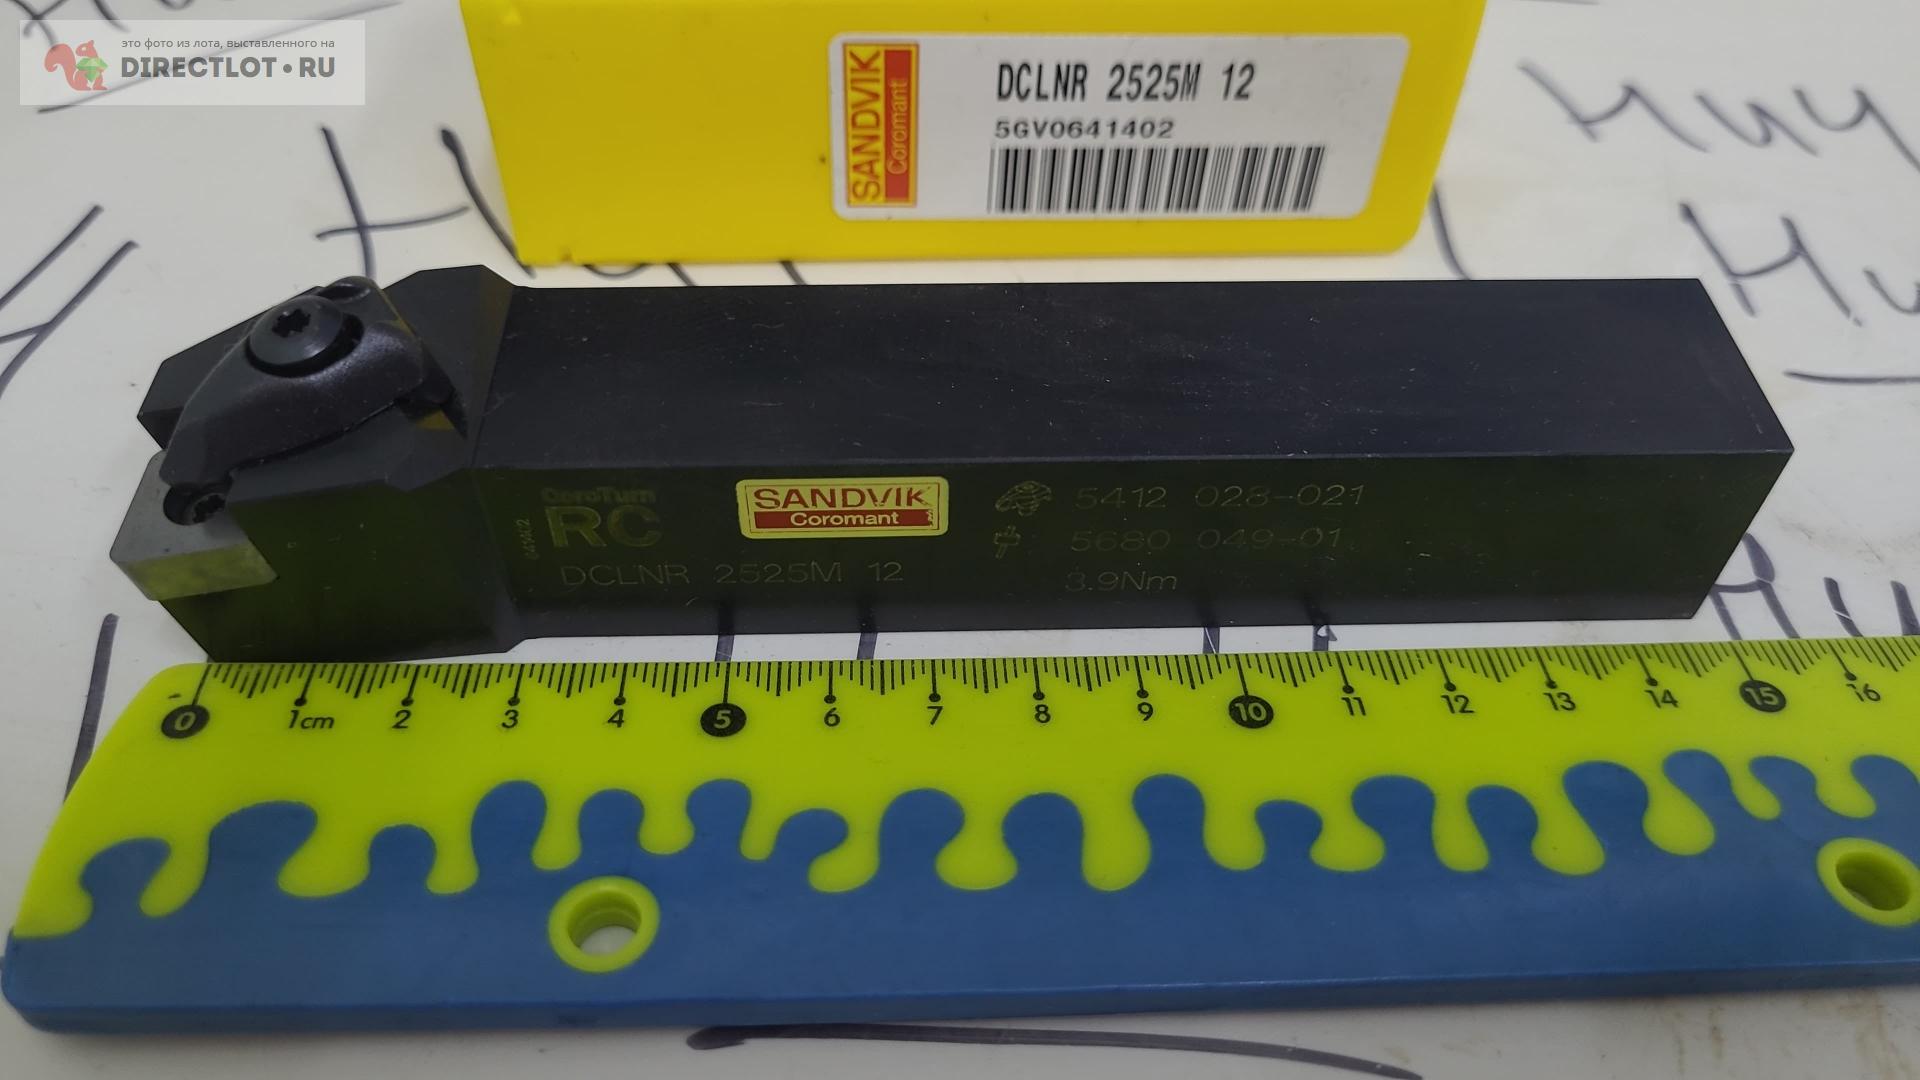 это фото из лота, выставленного на
DIRECTLOT•RU
SANDVIK
Coromant
DCLNR 2525M 12
5GV0641402
CoroTurn
RC
DCLNR 2525M 12
SANDVIK
Coromant
5412 028-021
5680 049-01
3.9Nm
0 1cm 2 3 4 5 6 7 8 9 10 11 12 13 14 15 16